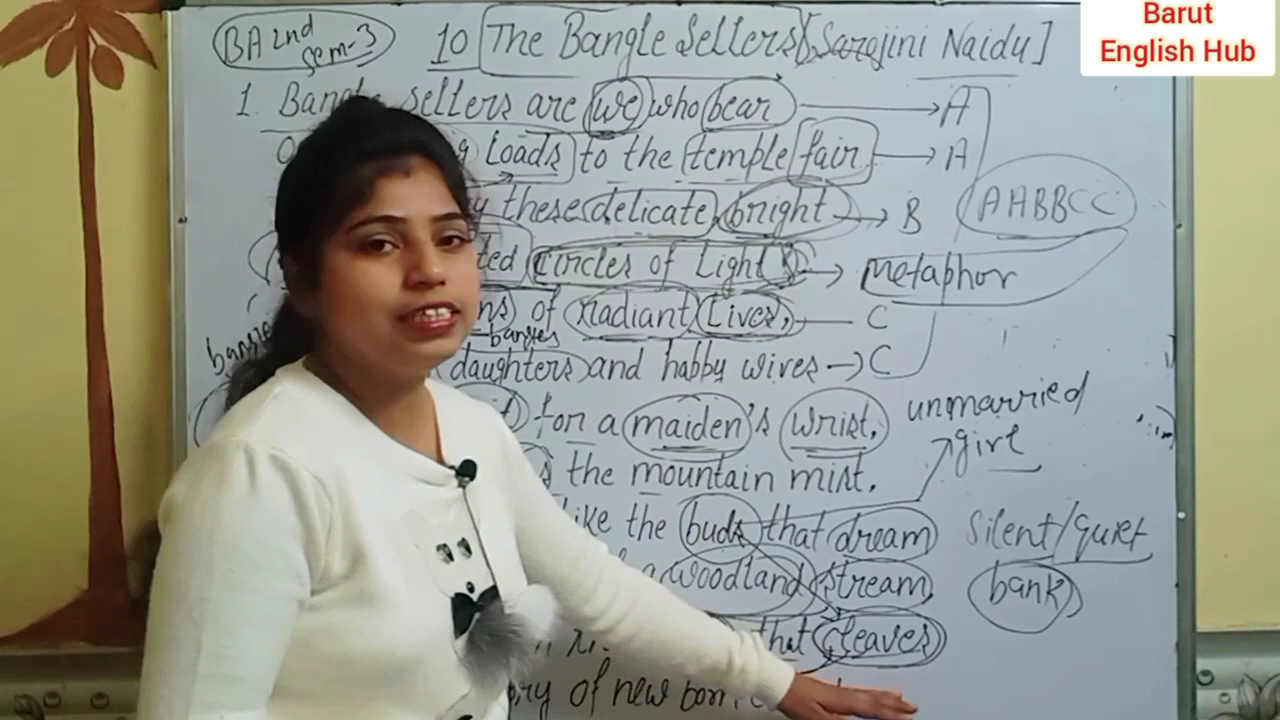 Barut
English Hub
BA 2nd
Sem-3
10 The Bangle Sellers [Sarojini Naidu]
1. Bangle sellers are we who bear → A
loads to the temple fair → A
these delicate, bright → B
AABBCC
circles of Light → metaphor
of radiant Lives, C
bangles
daughters and habby wives → C
for a maiden's wrist,
unmarried
girl
the mountain mist,
like the buds that dream
Silent/quiet
woodland stream
bank
that cleaves
of new born